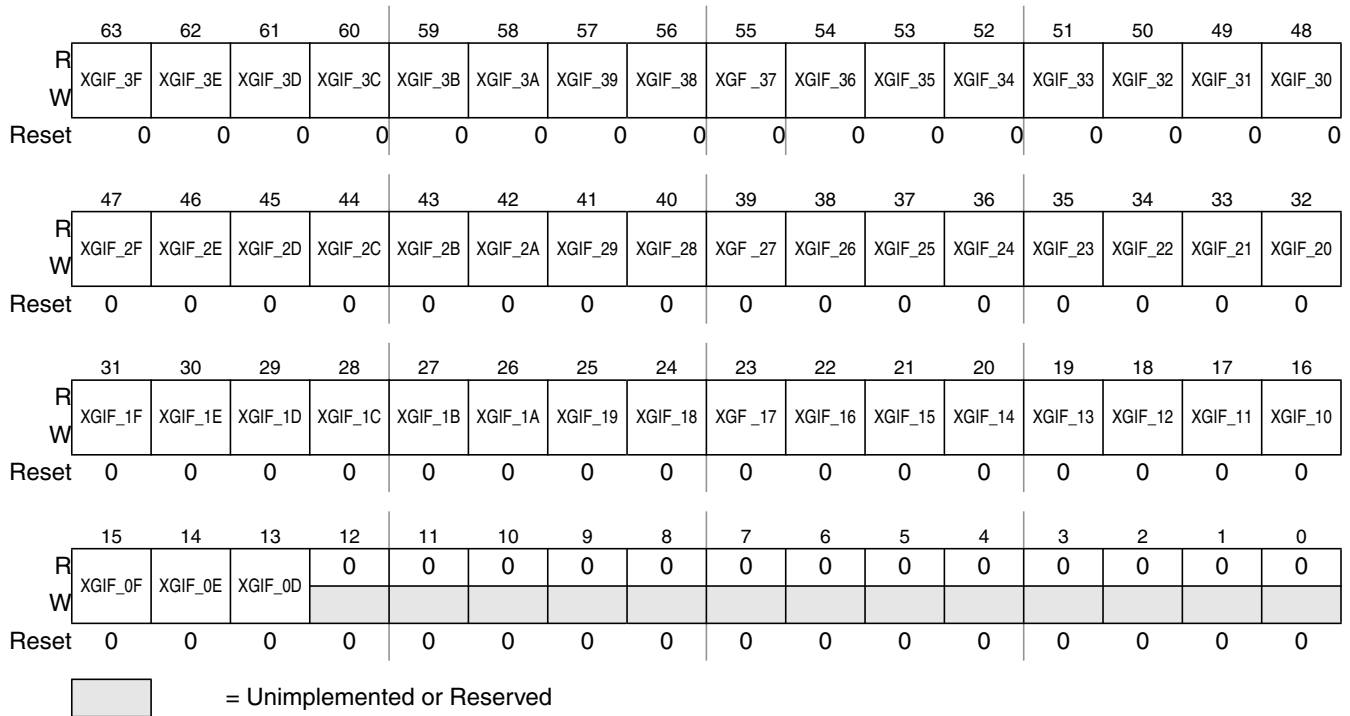 63 62 61 60 59 58 57 56 55 54 53 52 51 50 49 48
R
XGIF_3F XGIF_3E XGIF_3D XGIF_3C XGIF_3B XGIF_3A XGIF_39 XGIF_38 XGF _37 XGIF_36 XGIF_35 XGIF_34 XGIF_33 XGIF_32 XGIF_31 XGIF_30
W
Reset 0 0 0 0 0 0 0 0 0 0 0 0 0 0 0 0
47 46 45 44 43 42 41 40 39 38 37 36 35 34 33 32
R
XGIF_2F XGIF_2E XGIF_2D XGIF_2C XGIF_2B XGIF_2A XGIF_29 XGIF_28 XGF _27 XGIF_26 XGIF_25 XGIF_24 XGIF_23 XGIF_22 XGIF_21 XGIF_20
W
Reset 0 0 0 0 0 0 0 0 0 0 0 0 0 0 0 0
31 30 29 28 27 26 25 24 23 22 21 20 19 18 17 16
R
XGIF_1F XGIF_1E XGIF_1D XGIF_1C XGIF_1B XGIF_1A XGIF_19 XGIF_18 XGF _17 XGIF_16 XGIF_15 XGIF_14 XGIF_13 XGIF_12 XGIF_11 XGIF_10
W
Reset 0 0 0 0 0 0 0 0 0 0 0 0 0 0 0 0
15 14 13 12 11 10 9 8 7 6 5 4 3 2 1 0
R 0 0 0 0 0 0 0 0 0 0 0 0 0
XGIF_0F XGIF_0E XGIF_0D
W
Reset 0 0 0 0 0 0 0 0 0 0 0 0 0 0 0 0
= Unimplemented or Reserved